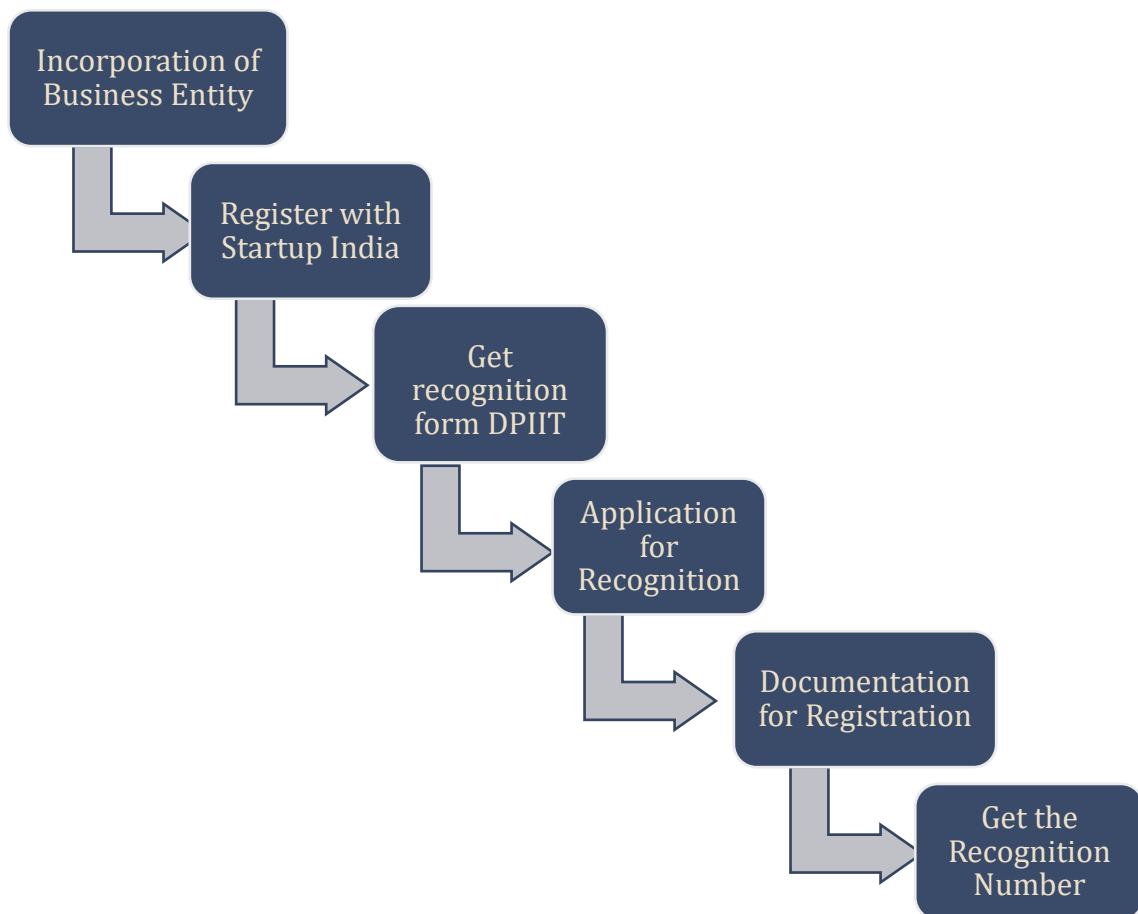 Incorporation of
Business Entity
Register with
Startup India
Get
recognition
form DPIIT
Application
for
Recognition
Documentation
for Registration
Get the
Recognition
Number